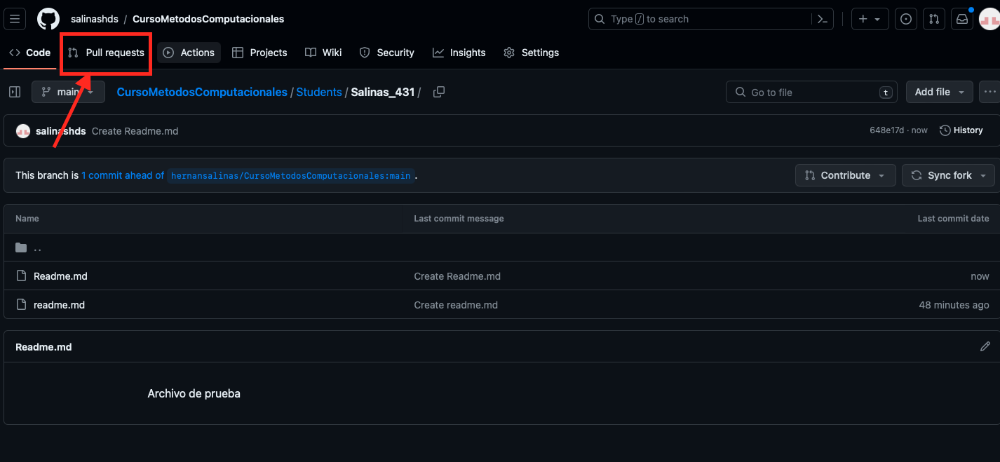 salinashds / CursoMetodosComputacionales
Type / to search
Code Pull requests Actions Projects Wiki Security Insights Settings
main CursoMetodosComputacionales / Students / Salinas_431 /
Go to file t Add file
salinashds Create Readme.md 648e17d · now History
This branch is 1 commit ahead of hernansalinas/CursoMetodosComputacionales:main .
Contribute Sync fork
Name Last commit message Last commit date
..
Readme.md Create Readme.md now
readme.md Create readme.md 48 minutes ago
Readme.md
Archivo de prueba